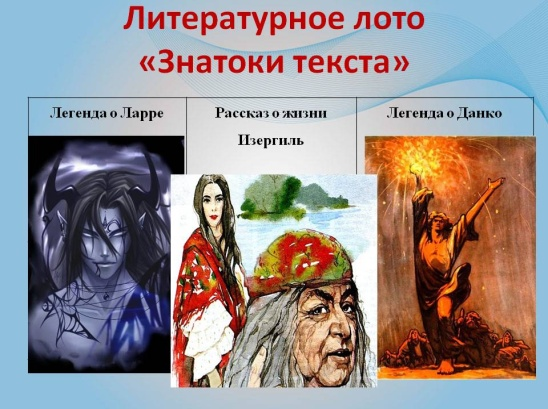 Литературное лото
«Знатоки текста»
Легенда о Ларре
Рассказ о жизни
Изергиль
Легенда о Данко